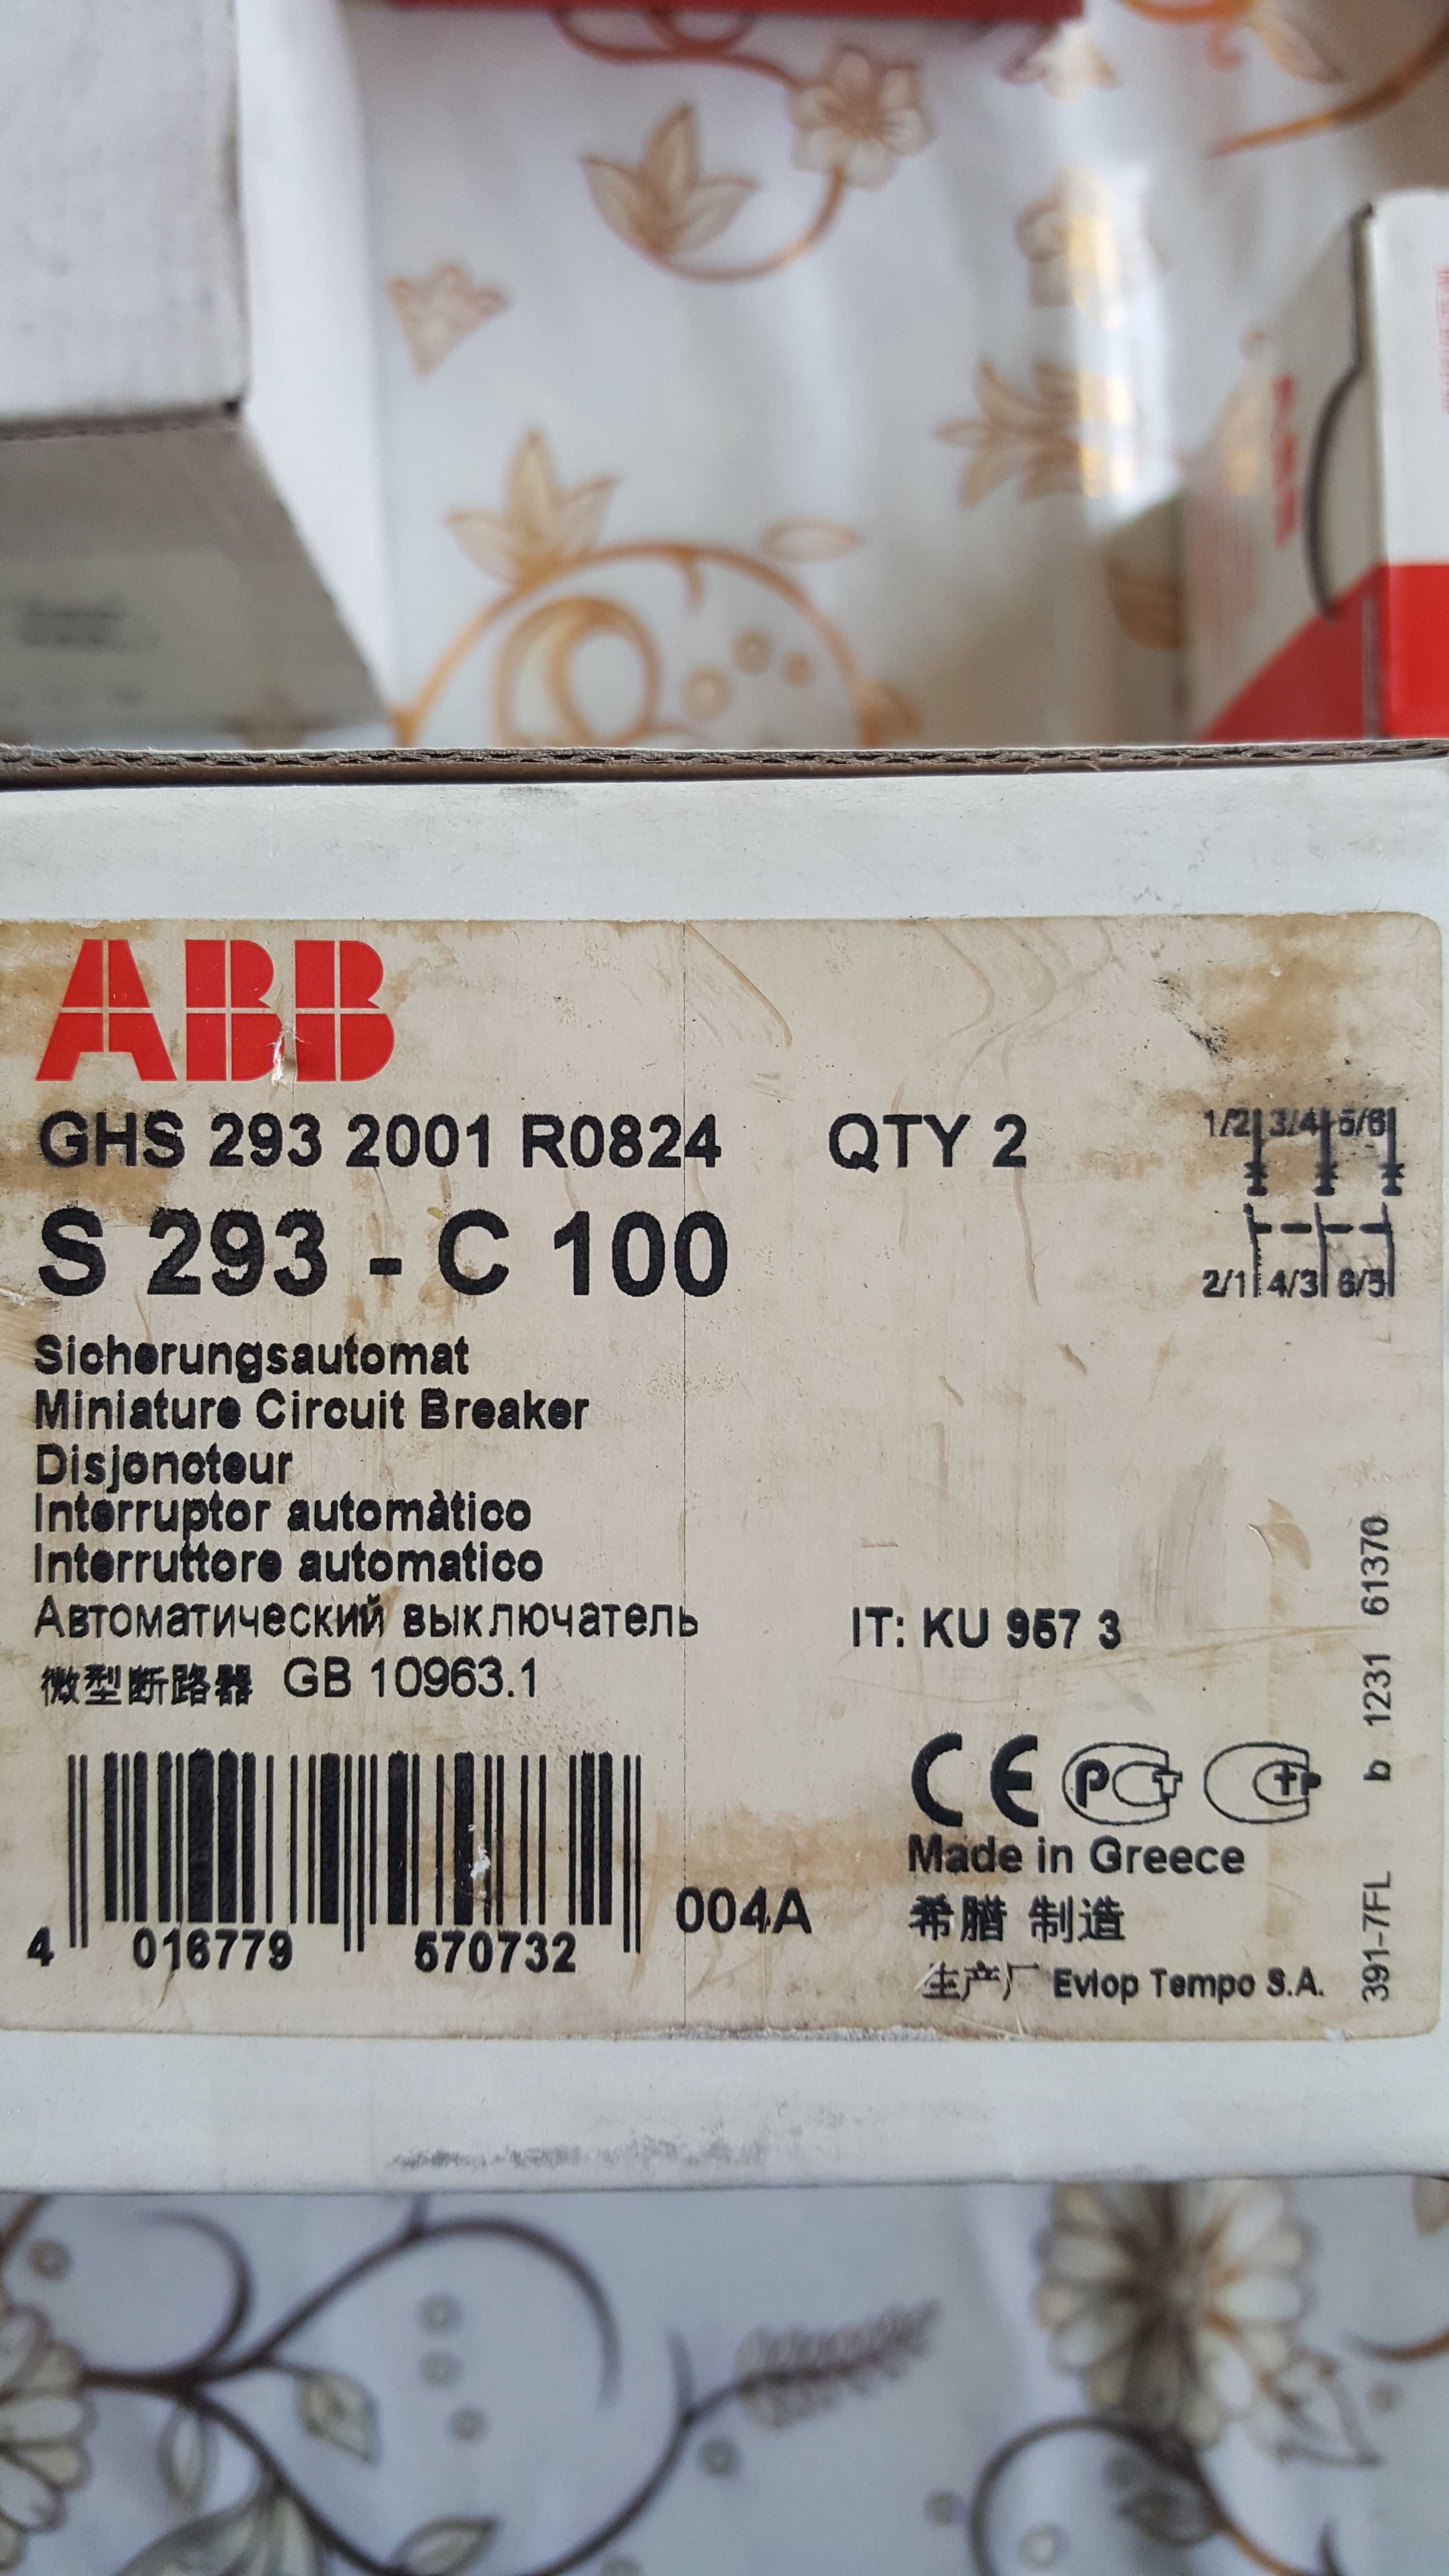 ABB
GHS 293 2001 R0824 QTY 2
1/2 3/4 5/6
S 293 - C 100
2/1 4/3 6/5
Sicherungsautomat
Miniature Circuit Breaker
Disjoncteur
Interruptor automàtico
Interruttore automatico
Автоматический выключатель
IT: KU 957 3
微型断路器 GB 10963.1
CE
Made in Greece
004A
希腊 制造
4 016779 570732
生产厂 Evlop Tempo S.A.
391-7FL b 1231 61370